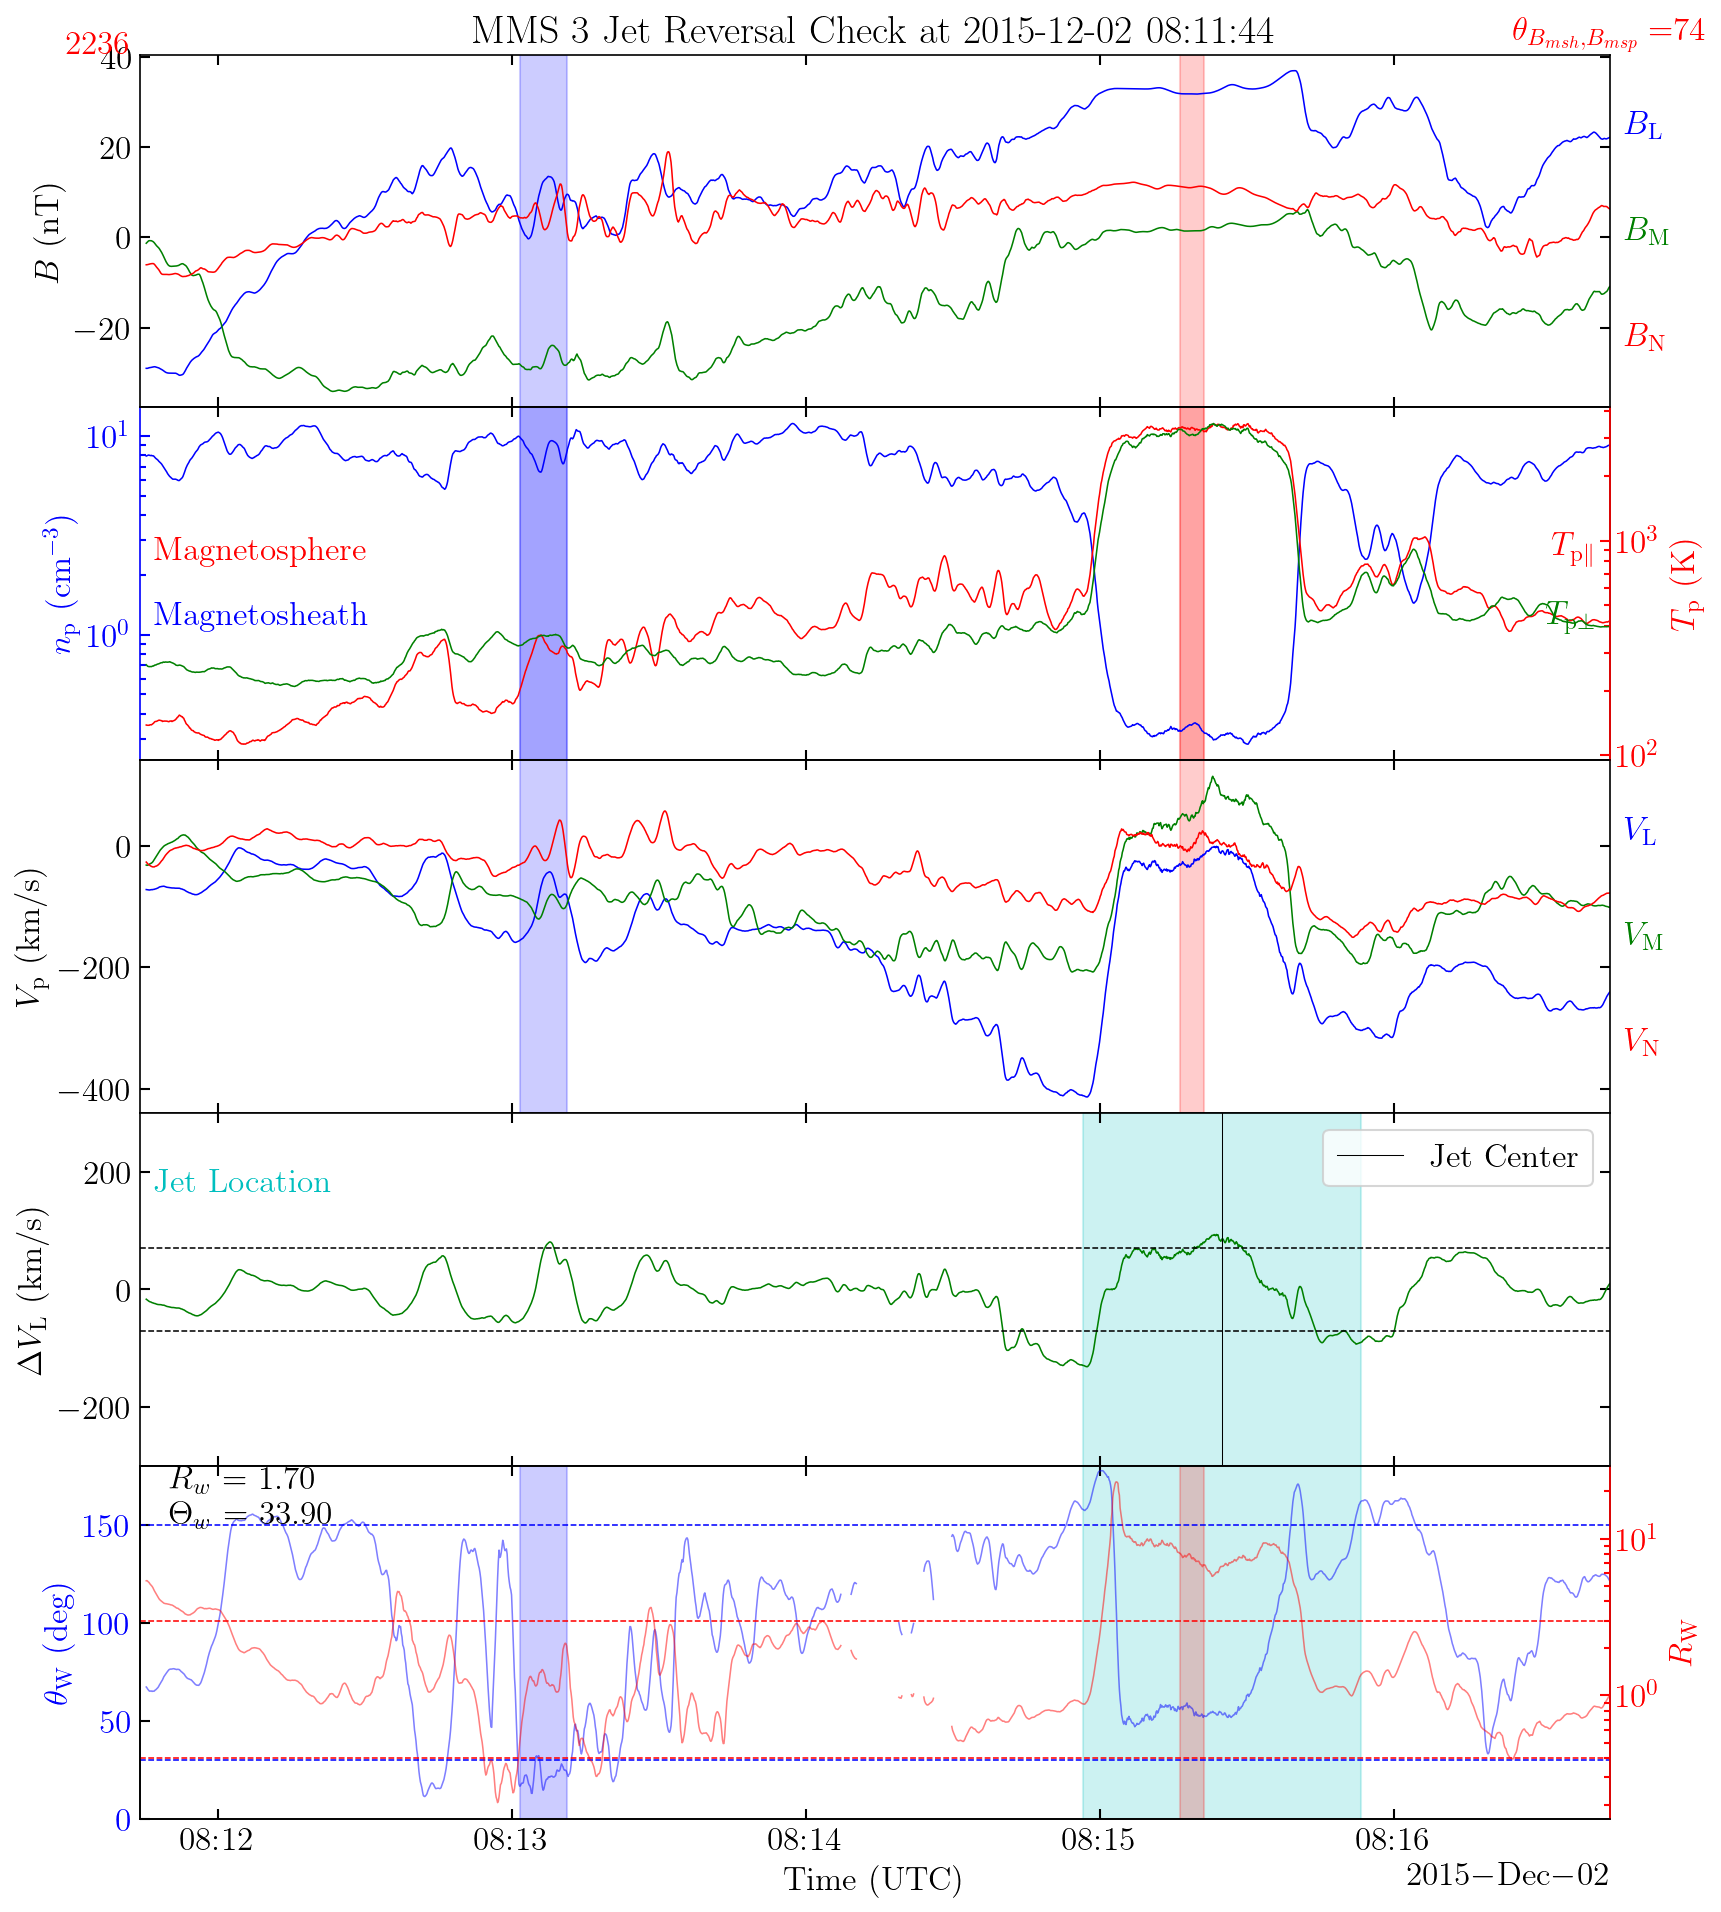 MMS 3 Jet Reversal Check at 2015-12-02 08:11:44
2236
θ_{B_{msh},B_{msp}} =74
40
20
0
−20
B (nT)
B_L
B_M
B_N
10^1
10^0
n_p (cm^{−3})
Magnetosphere
Magnetosheath
T_{p∥}
T_{p⊥}
10^3
10^2
T_p (K)
0
−200
−400
V_p (km/s)
V_L
V_M
V_N
200
0
−200
ΔV_L (km/s)
Jet Location
Jet Center
R_w = 1.70
Θ_w = 33.90
150
100
50
0
θ_W (deg)
10^1
10^0
R_W
08:12 08:13 08:14 08:15 08:16
Time (UTC)
2015−Dec−02